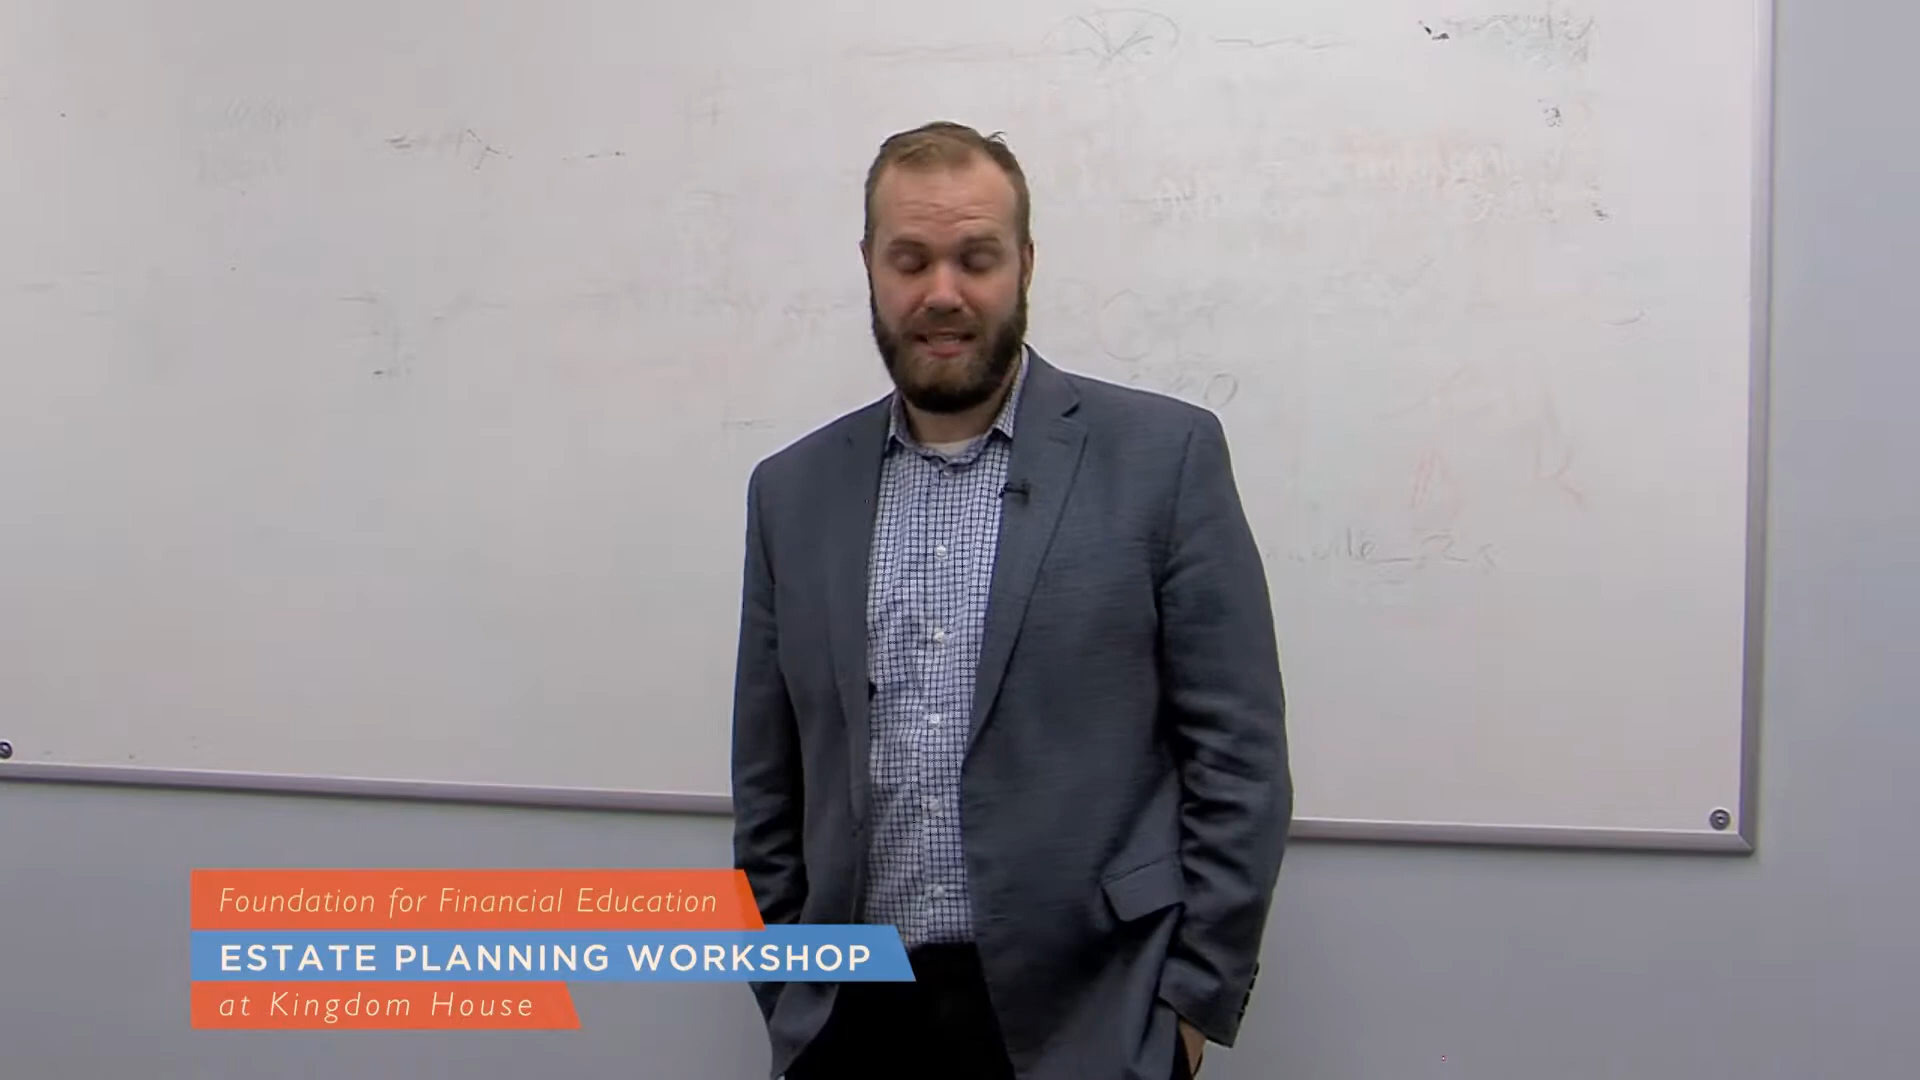 Foundation for Financial Education
ESTATE PLANNING WORKSHOP
at Kingdom House